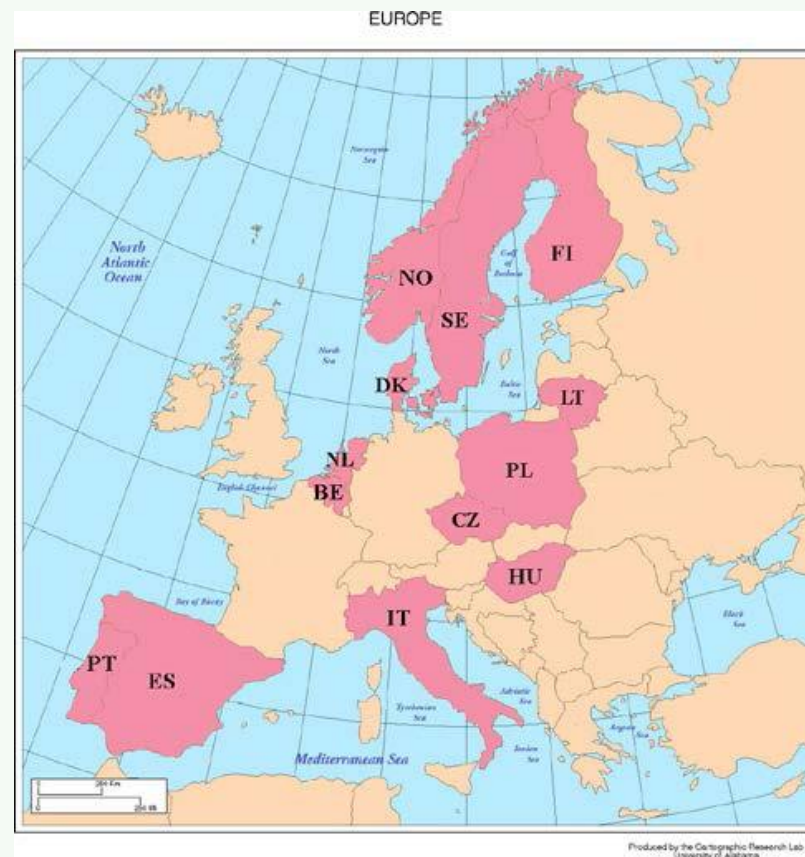 EUROPE
Norwegian
Sea
North
Atlantic
Ocean
NO
FI
Gulf
of
Bothnia
SE
North
Sea
DK
Baltic
Sea
LT
NL
BE
PL
English Channel
CZ
HU
Bay of Biscay
IT
Black
Sea
PT
ES
Adriatic
Sea
Tyrrhenian
Sea
Aegean
Sea
Ionian
Sea
Mediterranean Sea
Produced by the Cartographic Research Lab
University of Alabama